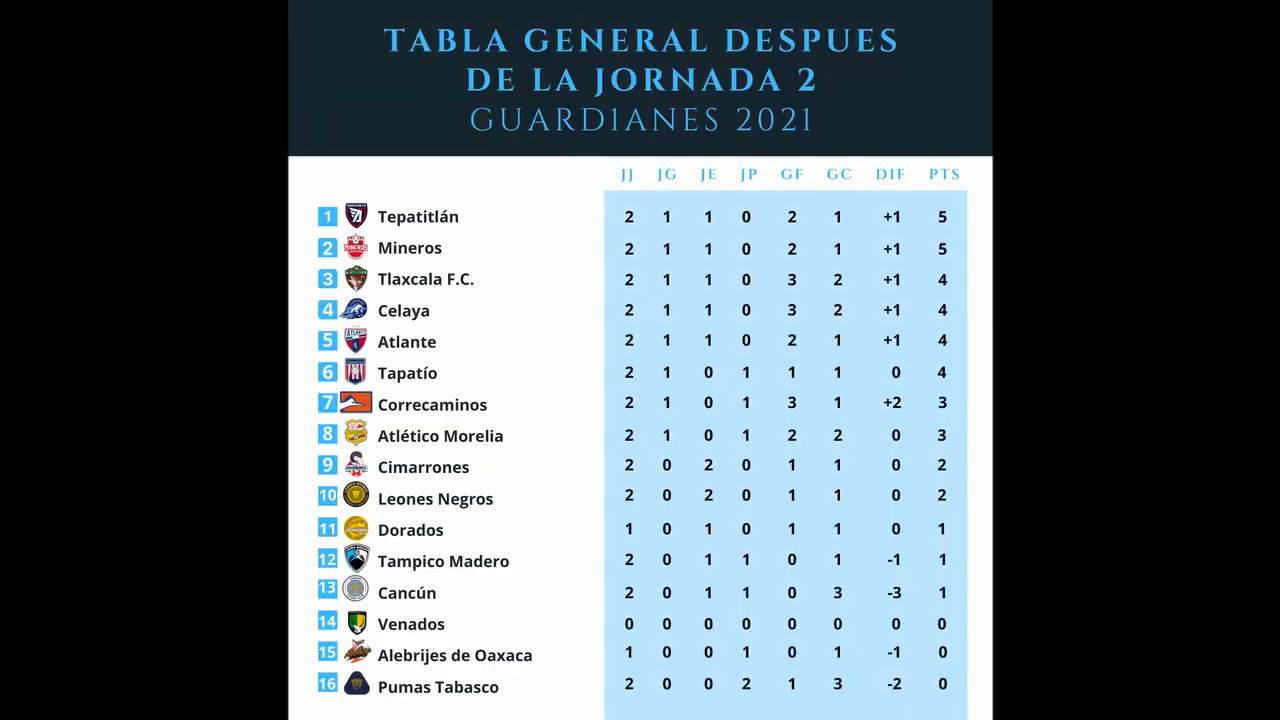 TABLA GENERAL DESPUES
DE LA JORNADA 2
GUARD1ANES 2021
JJ JG JE JP GF GC DIF PTS
1 Tepatitlán 2 1 1 0 2 1 +1 5
2 Mineros 2 1 1 0 2 1 +1 5
3 Tlaxcala F.C. 2 1 1 0 3 2 +1 4
4 Celaya 2 1 1 0 3 2 +1 4
5 Atlante 2 1 1 0 2 1 +1 4
6 Tapatío 2 1 0 1 1 1 0 4
7 Correcaminos 2 1 0 1 3 1 +2 3
8 Atlético Morelia 2 1 0 1 2 2 0 3
9 Cimarrones 2 0 2 0 1 1 0 2
10 Leones Negros 2 0 2 0 1 1 0 2
11 Dorados 1 0 1 0 1 1 0 1
12 Tampico Madero 2 0 1 1 0 1 -1 1
13 Cancún 2 0 1 1 0 3 -3 1
14 Venados 0 0 0 0 0 0 0 0
15 Alebrijes de Oaxaca 1 0 0 1 0 1 -1 0
16 Pumas Tabasco 2 0 0 2 1 3 -2 0